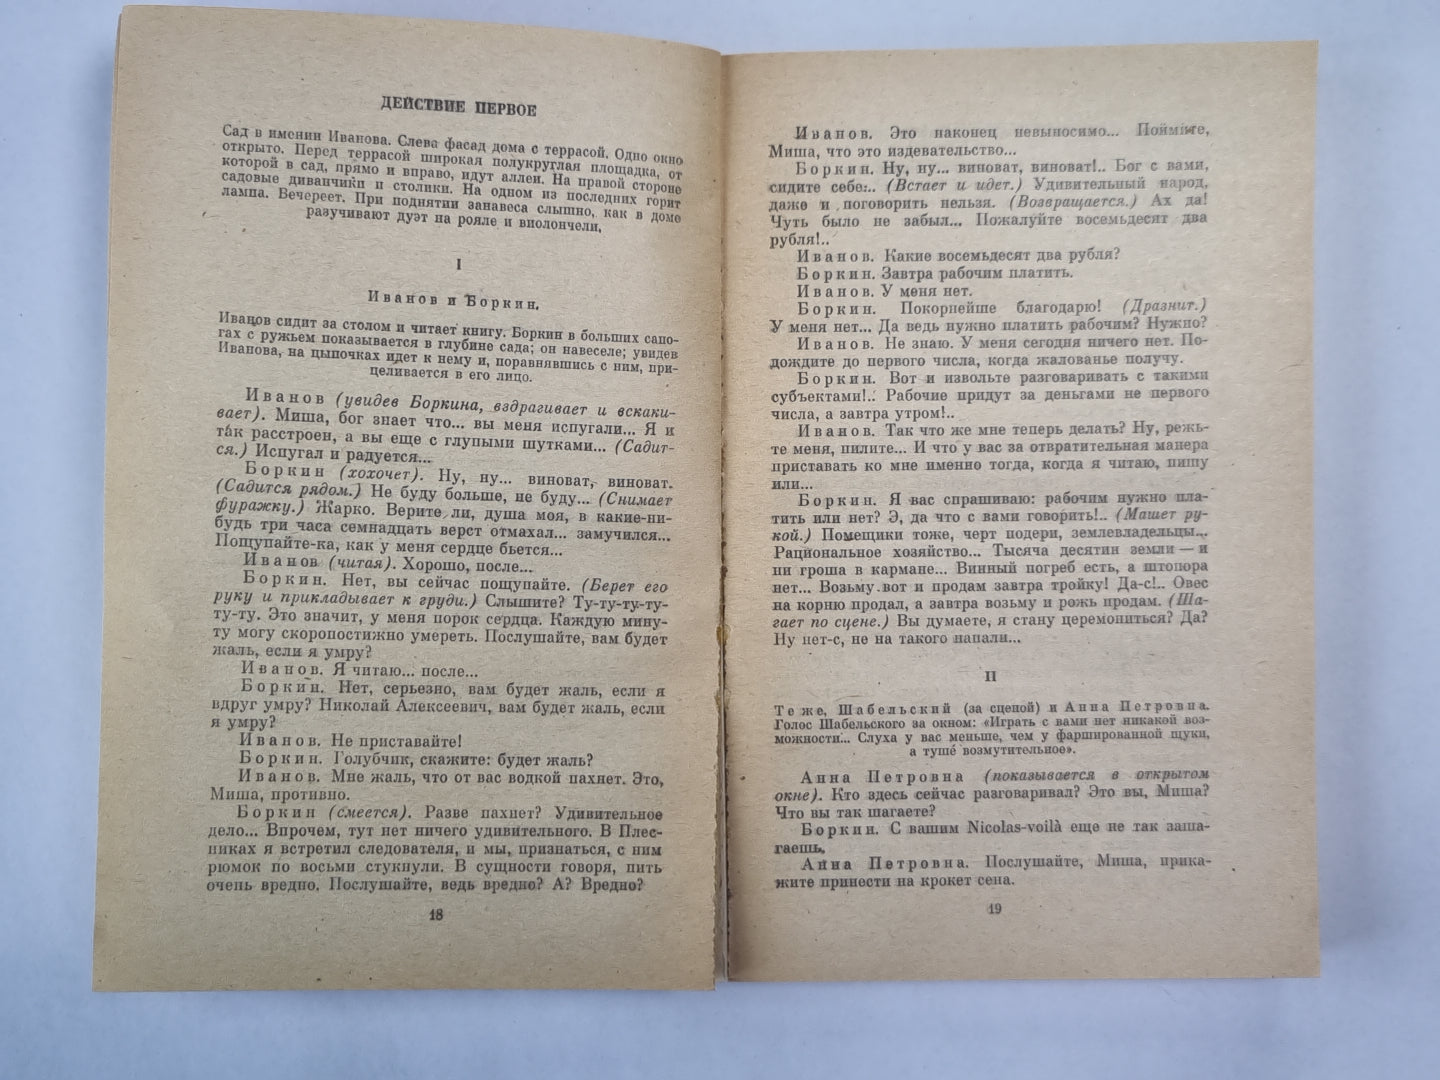 ДЕЙСТВИЕ ПЕРВОЕ
Сад в имении Иванова. Слева фасад дома с террасой. Одно окно
открыто. Перед террасой широкая полукруглая площадка, от
которой в сад, прямо и вправо, идут аллеи. На правой стороне
садовые диванчики и столики. На одном из последних горит
лампа. Вечереет. При поднятии занавеса слышно, как в доме
разучивают дуэт на рояле и виолончели.
I
Иванов и Боркин.
Иванов сидит за столом и читает книгу. Боркин в больших сапо-
гах с ружьем показывается в глубине сада; он навеселе; увидев
Иванова, на цыпочках идет к нему и, поравнявшись с ним, при-
целивается в его лицо.
Иванов (увидев Боркина, вздрагивает и вскаки-
вает). Миша, бог знает что... вы меня испугали... Я и
так расстроен, а вы еще с глупыми шутками... (Садит-
ся.) Испугал и радуется...
Боркин (хохочет). Ну, ну... виноват, виноват.
(Садится рядом.) Не буду больше, не буду... (Снимает
фуражку.) Жарко. Верите ли, душа моя, в какие-ни-
будь три часа семнадцать верст отмахал... замучился...
Пощупайте-ка, как у меня сердце бьется...
Иванов (читая). Хорошо, после...
Боркин. Нет, вы сейчас пощупайте. (Берет его
руку и прикладывает к груди.) Слышите? Ту-ту-ту-ту-
ту-ту. Это значит, у меня порок сердца. Каждую мину-
ту могу скоропостижно умереть. Послушайте, вам будет
жаль, если я умру?
Иванов. Я читаю... после...
Боркин. Нет, серьезно, вам будет жаль, если я
вдруг умру? Николай Алексеевич, вам будет жаль, если
я умру?
Иванов. Не приставайте!
Боркин. Голубчик, скажите: будет жаль?
Иванов. Мне жаль, что от вас водкой пахнет. Это,
Миша, противно.
Боркин (смеется). Разве пахнет? Удивительное
дело... Впрочем, тут нет ничего удивительного. В Плес-
никах я встретил следователя, и мы, признаться, с ним
рюмок по восьми стукнули. В сущности говоря, пить
очень вредно. Послушайте, ведь вредно? А? Вредно?
18
Иванов. Это наконец невыносимо... Поймите,
Миша, что это издевательство...
Боркин. Ну, ну... виноват, виноват!.. Бог с вами,
сидите себе... (Встает и идет.) Удивительный народ,
даже и поговорить нельзя. (Возвращается.) Ах да!
Чуть было не забыл... Пожалуйте восемьдесят два
рубля!..
Иванов. Какие восемьдесят два рубля?
Боркин. Завтра рабочим платить.
Иванов. У меня нет.
Боркин. Покорнейше благодарю! (Дразнит.)
У меня нет... Да ведь нужно платить рабочим? Нужно?
Иванов. Не знаю. У меня сегодня ничего нет. По-
дождите до первого числа, когда жалованье получу.
Боркин. Вот и извольте разговаривать с такими
субъектами!.. Рабочие придут за деньгами не первого
числа, а завтра утром!..
Иванов. Так что же мне теперь делать? Ну, режь-
те меня, пилите... И что у вас за отвратительная манера
приставать ко мне именно тогда, когда я читаю, пишу
или...
Боркин. Я вас спрашиваю: рабочим нужно пла-
тить или нет? Э, да что с вами говорить!.. (Машет ру-
кой.) Помещики тоже, черт подери, землевладельцы...
Рациональное хозяйство... Тысяча десятин земли — и
ни гроша в кармане... Винный погреб есть, а штопора
нет... Возьму вот и продам завтра тройку! Да-с!.. Овес
на корню продал, а завтра возьму и рожь продам. (Ша-
гает по сцене.) Вы думаете, я стану церемониться? Да?
Ну нет-с, не на такого напали...
II
Те же, Шабельский (за сценой) и Анна Петровна.
Голос Шабельского за окном: «Играть с вами нет никакой воз-
можности... Слуха у вас меньше, чем у фаршированной щуки,
а туше́ возмутительное».
Анна Петровна (показывается в открытом
окне). Кто здесь сейчас разговаривал? Это вы, Миша?
Что вы так шагаете?
Боркин. С вашим Nicolas-voilà еще не так заша-
гаешь.
Анна Петровна. Послушайте, Миша, прика-
жите принести на крокет сена.
19